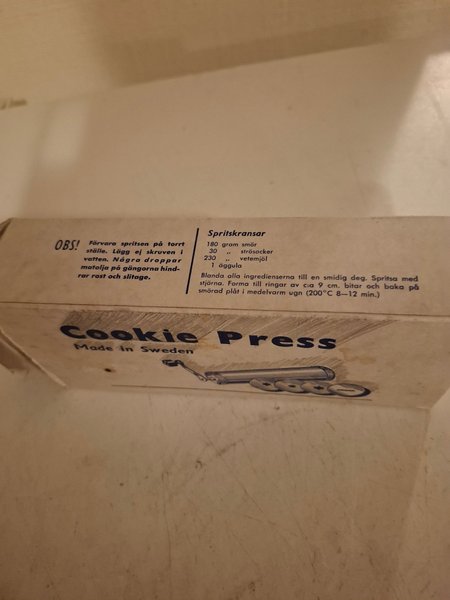 OBS! Förvara spritsen på torrt
ställe. Lägg ej skruven i
vatten. Några droppar
matolja på gängorna hind-
rar rost och slitage.
Spritskransar
180 gram smör
30 „ strösocker
230 „ vetemjöl
1 äggula
Blanda alla ingredienserna till en smidig deg. Spritsa med
stjärna. Forma till ringar av c:a 9 cm. bitar och baka på
smörad plåt i medelvarm ugn (200°C 8—12 min.)
Cookie Press
Made in Sweden